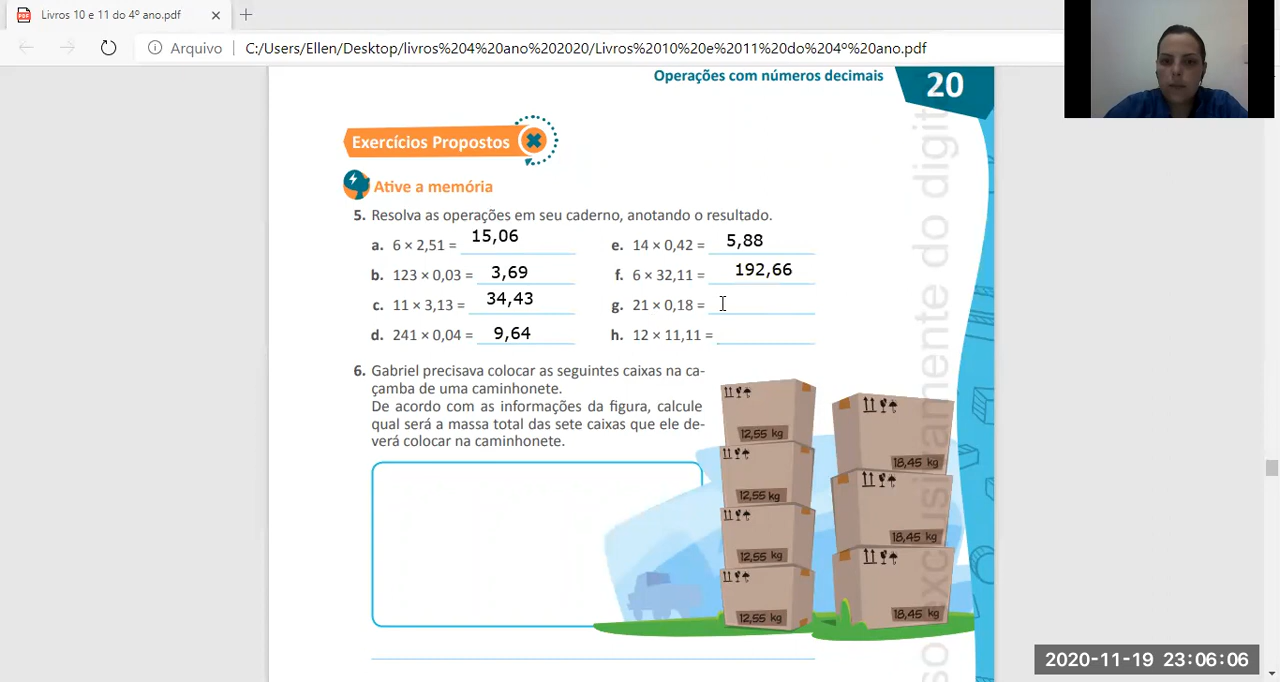 Livros 10 e 11 do 4º ano.pdf
Arquivo
C:/Users/Ellen/Desktop/livros%204%20ano%202020/Livros%2010%20e%2011%20do%204º%20ano.pdf
Operações com números decimais
20
Exercícios Propostos
Ative a memória
5. Resolva as operações em seu caderno, anotando o resultado.
a. 6 × 2,51 = 15,06
b. 123 × 0,03 = 3,69
c. 11 × 3,13 = 34,43
d. 241 × 0,04 = 9,64
e. 14 × 0,42 = 5,88
f. 6 × 32,11 = 192,66
g. 21 × 0,18 =
h. 12 × 11,11 =
6. Gabriel precisava colocar as seguintes caixas na ca-
çamba de uma caminhonete.
De acordo com as informações da figura, calcule
qual será a massa total das sete caixas que ele de-
verá colocar na caminhonete.
12,55 kg
12,55 kg
12,55 kg
12,55 kg
18,45 kg
18,45 kg
18,45 kg
so exclusivamente do digit
2020-11-19 23:06:06